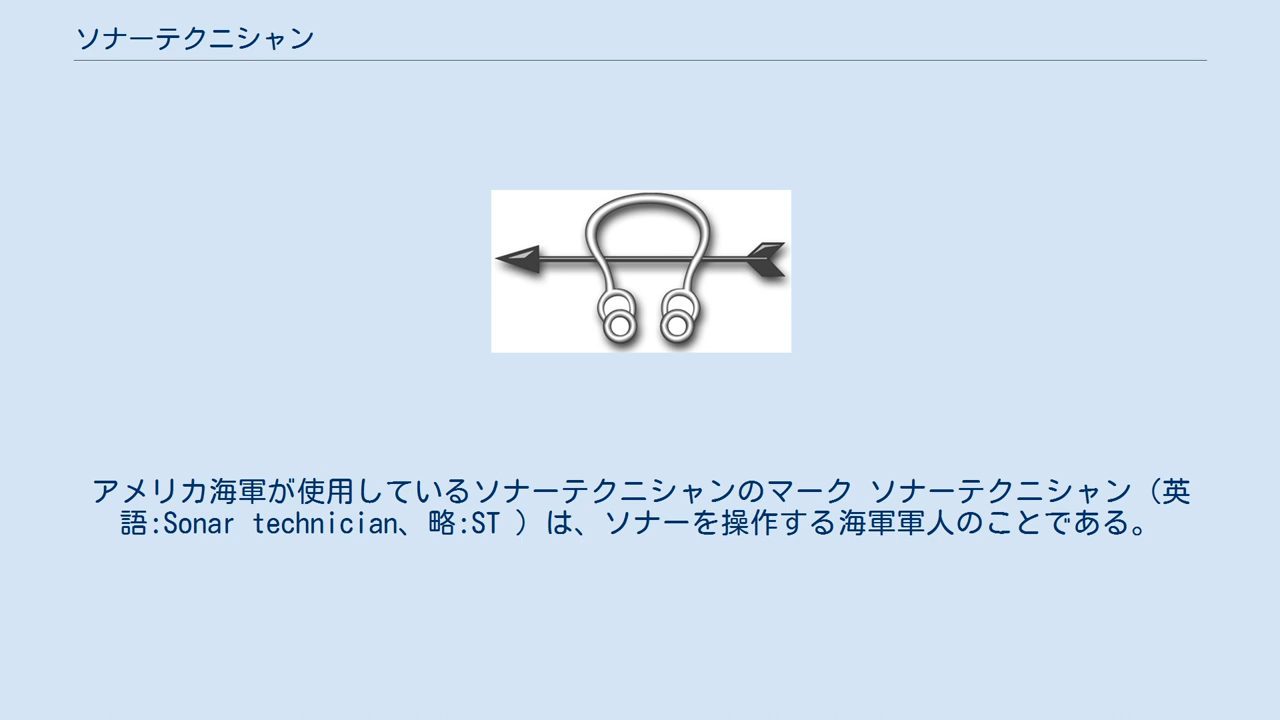 ソナーテクニシャン
アメリカ海軍が使用しているソナーテクニシャンのマーク ソナーテクニシャン（英
語:Sonar technician、略:ST ）は、ソナーを操作する海軍軍人のことである。